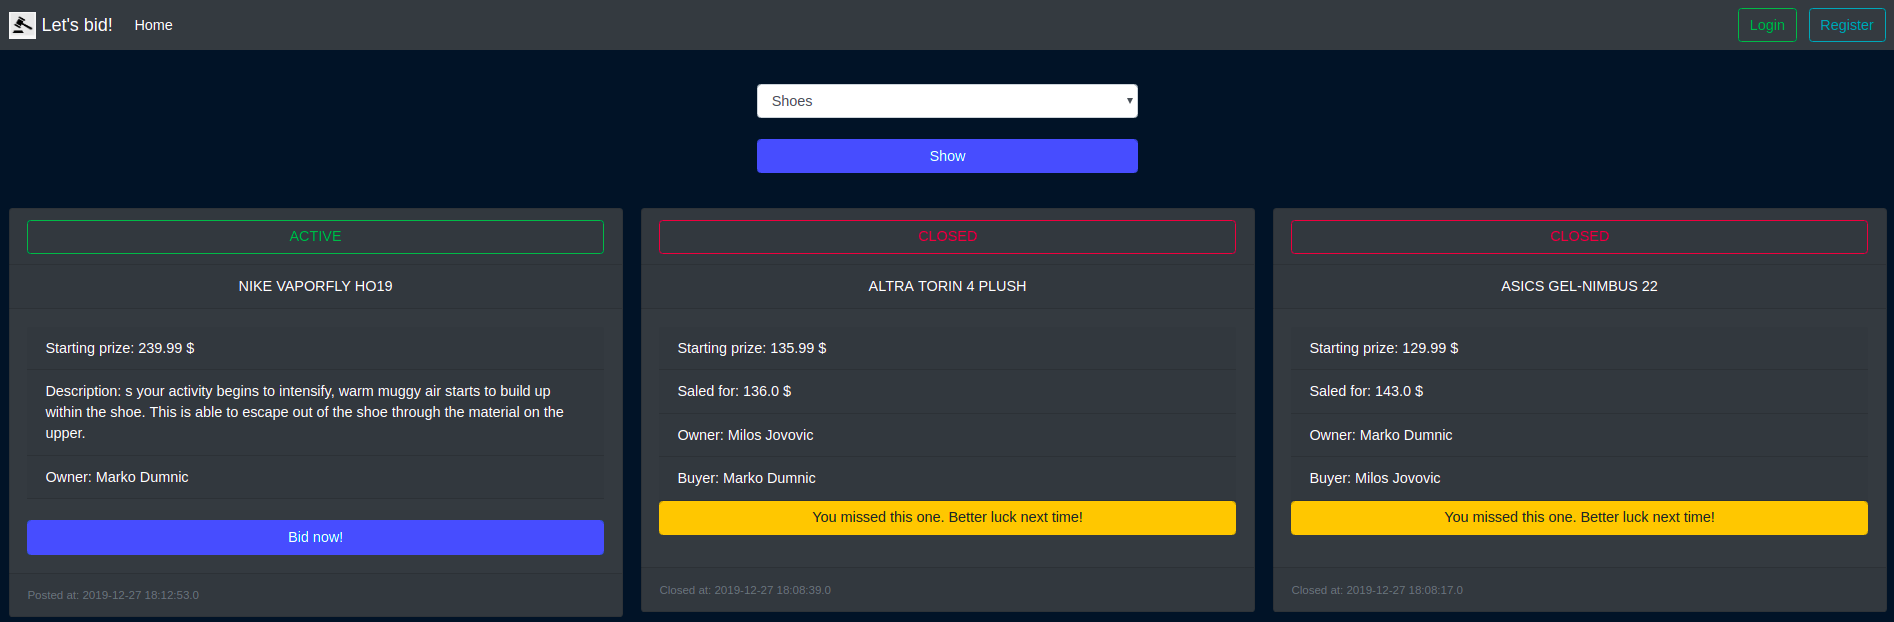 Let's bid!
Home
Login
Register
Shoes
Show
ACTIVE
NIKE VAPORFLY HO19
Starting prize: 239.99 $
Description: s your activity begins to intensify, warm muggy air starts to build up
within the shoe. This is able to escape out of the shoe through the material on the
upper.
Owner: Marko Dumnic
Bid now!
Posted at: 2019-12-27 18:12:53.0
CLOSED
ALTRA TORIN 4 PLUSH
Starting prize: 135.99 $
Saled for: 136.0 $
Owner: Milos Jovovic
Buyer: Marko Dumnic
You missed this one. Better luck next time!
Closed at: 2019-12-27 18:08:39.0
CLOSED
ASICS GEL-NIMBUS 22
Starting prize: 129.99 $
Saled for: 143.0 $
Owner: Marko Dumnic
Buyer: Milos Jovovic
You missed this one. Better luck next time!
Closed at: 2019-12-27 18:08:17.0